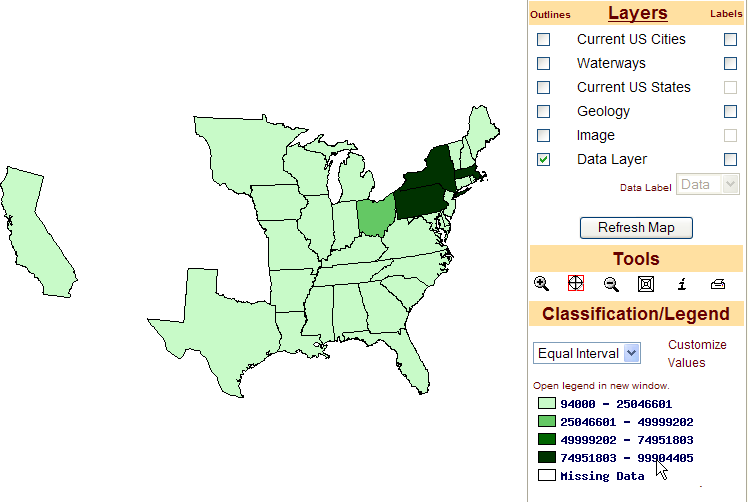 Outlines Layers Labels
Current US Cities
Waterways
Current US States
Geology
Image
Data Layer
Data Label Data
Refresh Map
Tools
Classification/Legend
Equal Interval Customize
Values
Open legend in new window.
94000 - 25046601
25046601 - 49999202
49999202 - 74951803
74951803 - 99904405
Missing Data